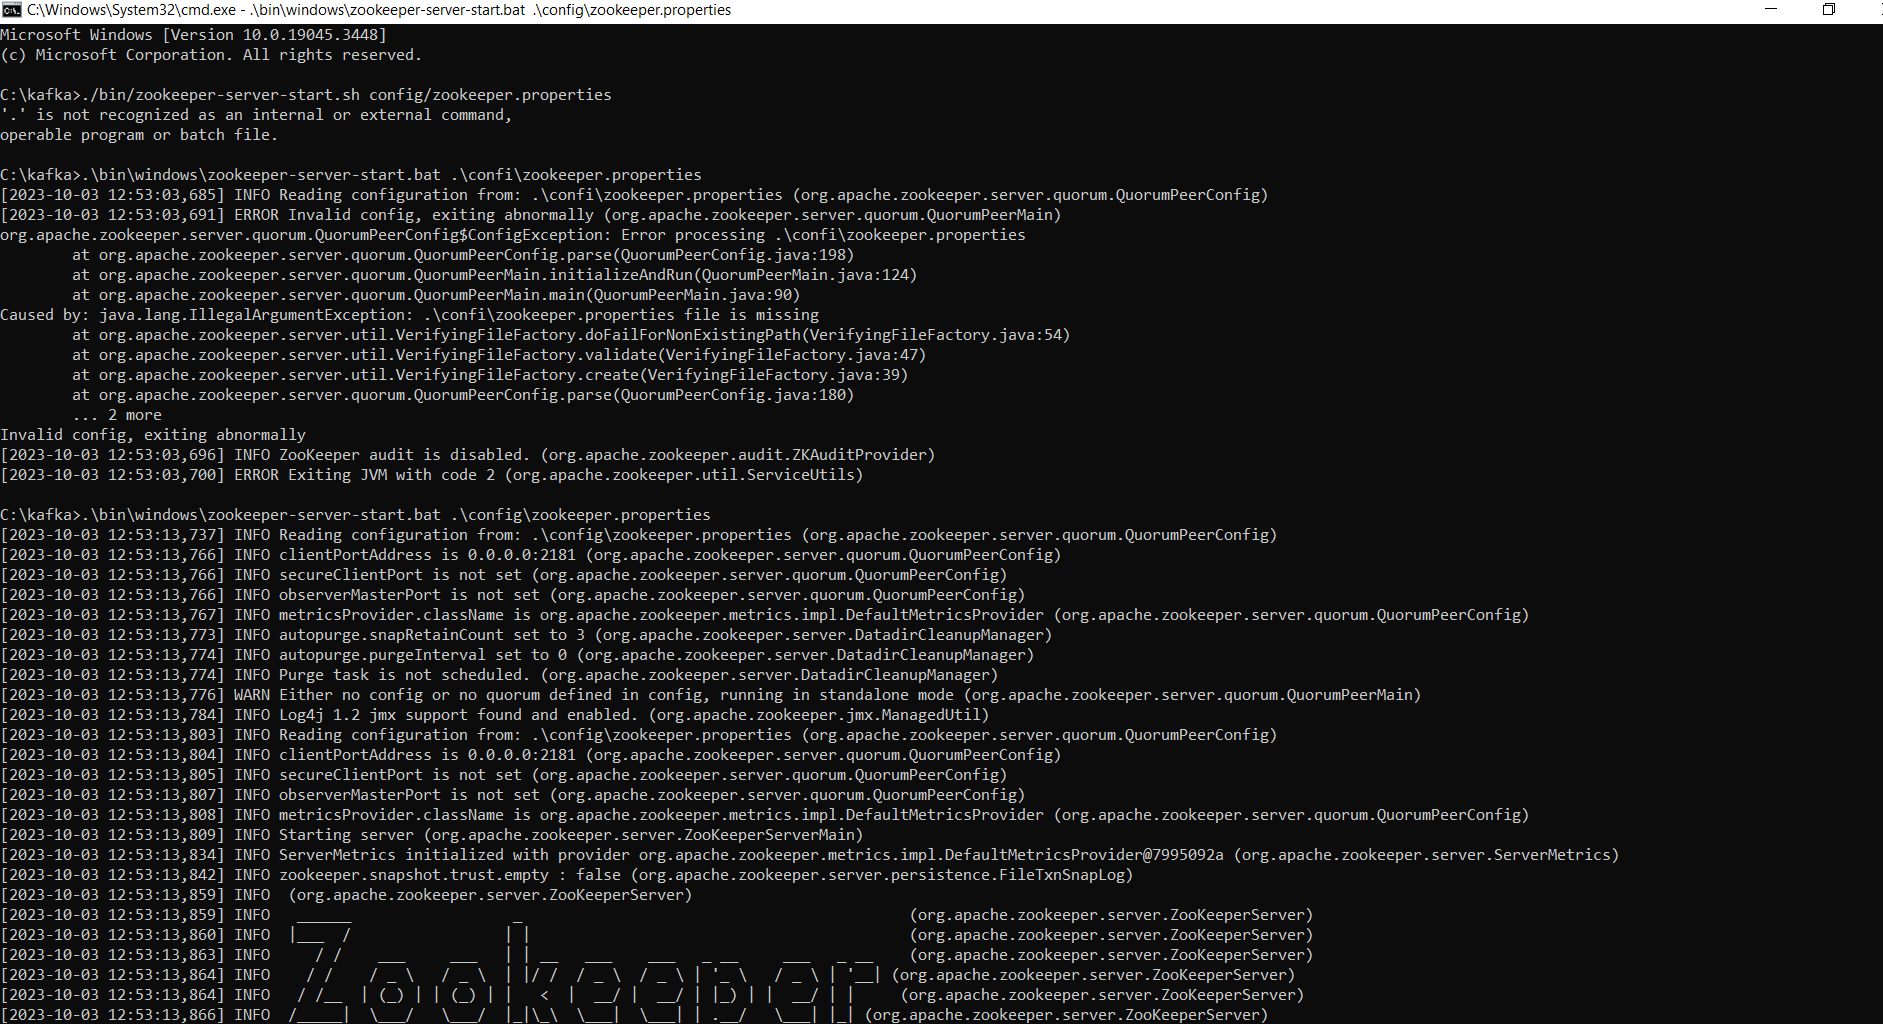 C:\Windows\System32\cmd.exe - .\bin\windows\zookeeper-server-start.bat .\config\zookeeper.properties
Microsoft Windows [Version 10.0.19045.3448]
(c) Microsoft Corporation. All rights reserved.
C:\kafka>./bin/zookeeper-server-start.sh config/zookeeper.properties
'.' is not recognized as an internal or external command,
operable program or batch file.
C:\kafka>.\bin\windows\zookeeper-server-start.bat .\confi\zookeeper.properties
[2023-10-03 12:53:03,685] INFO Reading configuration from: .\confi\zookeeper.properties (org.apache.zookeeper.server.quorum.QuorumPeerConfig)
[2023-10-03 12:53:03,691] ERROR Invalid config, exiting abnormally (org.apache.zookeeper.server.quorum.QuorumPeerMain)
org.apache.zookeeper.server.quorum.QuorumPeerConfig$ConfigException: Error processing .\confi\zookeeper.properties
        at org.apache.zookeeper.server.quorum.QuorumPeerConfig.parse(QuorumPeerConfig.java:198)
        at org.apache.zookeeper.server.quorum.QuorumPeerMain.initializeAndRun(QuorumPeerMain.java:124)
        at org.apache.zookeeper.server.quorum.QuorumPeerMain.main(QuorumPeerMain.java:90)
Caused by: java.lang.IllegalArgumentException: .\confi\zookeeper.properties file is missing
        at org.apache.zookeeper.server.util.VerifyingFileFactory.doFailForNonExistingPath(VerifyingFileFactory.java:54)
        at org.apache.zookeeper.server.util.VerifyingFileFactory.validate(VerifyingFileFactory.java:47)
        at org.apache.zookeeper.server.util.VerifyingFileFactory.create(VerifyingFileFactory.java:39)
        at org.apache.zookeeper.server.quorum.QuorumPeerConfig.parse(QuorumPeerConfig.java:180)
        ... 2 more
Invalid config, exiting abnormally
[2023-10-03 12:53:03,696] INFO ZooKeeper audit is disabled. (org.apache.zookeeper.audit.ZKAuditProvider)
[2023-10-03 12:53:03,700] ERROR Exiting JVM with code 2 (org.apache.zookeeper.util.ServiceUtils)
C:\kafka>.\bin\windows\zookeeper-server-start.bat .\config\zookeeper.properties
[2023-10-03 12:53:13,737] INFO Reading configuration from: .\config\zookeeper.properties (org.apache.zookeeper.server.quorum.QuorumPeerConfig)
[2023-10-03 12:53:13,766] INFO clientPortAddress is 0.0.0.0:2181 (org.apache.zookeeper.server.quorum.QuorumPeerConfig)
[2023-10-03 12:53:13,766] INFO secureClientPort is not set (org.apache.zookeeper.server.quorum.QuorumPeerConfig)
[2023-10-03 12:53:13,766] INFO observerMasterPort is not set (org.apache.zookeeper.server.quorum.QuorumPeerConfig)
[2023-10-03 12:53:13,767] INFO metricsProvider.className is org.apache.zookeeper.metrics.impl.DefaultMetricsProvider (org.apache.zookeeper.server.quorum.QuorumPeerConfig)
[2023-10-03 12:53:13,773] INFO autopurge.snapRetainCount set to 3 (org.apache.zookeeper.server.DatadirCleanupManager)
[2023-10-03 12:53:13,774] INFO autopurge.purgeInterval set to 0 (org.apache.zookeeper.server.DatadirCleanupManager)
[2023-10-03 12:53:13,774] INFO Purge task is not scheduled. (org.apache.zookeeper.server.DatadirCleanupManager)
[2023-10-03 12:53:13,776] WARN Either no config or no quorum defined in config, running in standalone mode (org.apache.zookeeper.server.quorum.QuorumPeerMain)
[2023-10-03 12:53:13,784] INFO Log4j 1.2 jmx support found and enabled. (org.apache.zookeeper.jmx.ManagedUtil)
[2023-10-03 12:53:13,803] INFO Reading configuration from: .\config\zookeeper.properties (org.apache.zookeeper.server.quorum.QuorumPeerConfig)
[2023-10-03 12:53:13,804] INFO clientPortAddress is 0.0.0.0:2181 (org.apache.zookeeper.server.quorum.QuorumPeerConfig)
[2023-10-03 12:53:13,805] INFO secureClientPort is not set (org.apache.zookeeper.server.quorum.QuorumPeerConfig)
[2023-10-03 12:53:13,807] INFO observerMasterPort is not set (org.apache.zookeeper.server.quorum.QuorumPeerConfig)
[2023-10-03 12:53:13,808] INFO metricsProvider.className is org.apache.zookeeper.metrics.impl.DefaultMetricsProvider (org.apache.zookeeper.server.quorum.QuorumPeerConfig)
[2023-10-03 12:53:13,809] INFO Starting server (org.apache.zookeeper.server.ZooKeeperServerMain)
[2023-10-03 12:53:13,834] INFO ServerMetrics initialized with provider org.apache.zookeeper.metrics.impl.DefaultMetricsProvider@7995092a (org.apache.zookeeper.server.ServerMetrics)
[2023-10-03 12:53:13,842] INFO zookeeper.snapshot.trust.empty : false (org.apache.zookeeper.server.persistence.FileTxnSnapLog)
[2023-10-03 12:53:13,859] INFO  (org.apache.zookeeper.server.ZooKeeperServer)
[2023-10-03 12:53:13,859] INFO   ______                  _                                           (org.apache.zookeeper.server.ZooKeeperServer)
[2023-10-03 12:53:13,860] INFO  |___  /                 | |                                          (org.apache.zookeeper.server.ZooKeeperServer)
[2023-10-03 12:53:13,863] INFO     / /    ___     ___   | | __   ___    ___   _ __     ___   _ __    (org.apache.zookeeper.server.ZooKeeperServer)
[2023-10-03 12:53:13,864] INFO    / /    / _ \   / _ \  | |/ /  / _ \  / _ \ | '_ \   / _ \ | '__| (org.apache.zookeeper.server.ZooKeeperServer)
[2023-10-03 12:53:13,864] INFO   / /__  | (_) | | (_) | |   <  |  __/ |  __/ | |_) | |  __/ | |     (org.apache.zookeeper.server.ZooKeeperServer)
[2023-10-03 12:53:13,866] INFO  /_____|  \___/   \___/  |_|\_\  \___|  \___| | .__/   \___| |_| (org.apache.zookeeper.server.ZooKeeperServer)